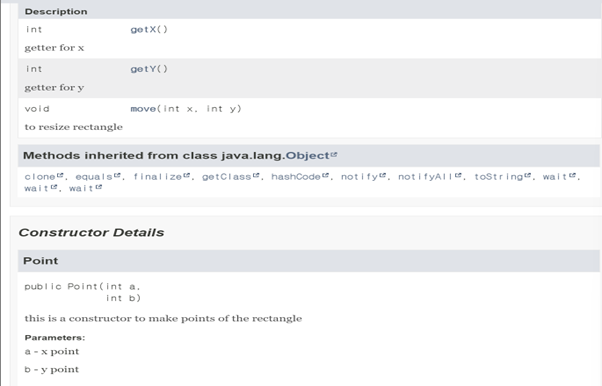 Description
int getX()
getter for x
int getY()
getter for y
void move(int x, int y)
to resize rectangle
Methods inherited from class java.lang.Object
clone, equals, finalize, getClass, hashCode, notify, notifyAll, toString, wait,
wait, wait
Constructor Details
Point
public Point(int a,
int b)
this is a constructor to make points of the rectangle
Parameters:
a - x point
b - y point